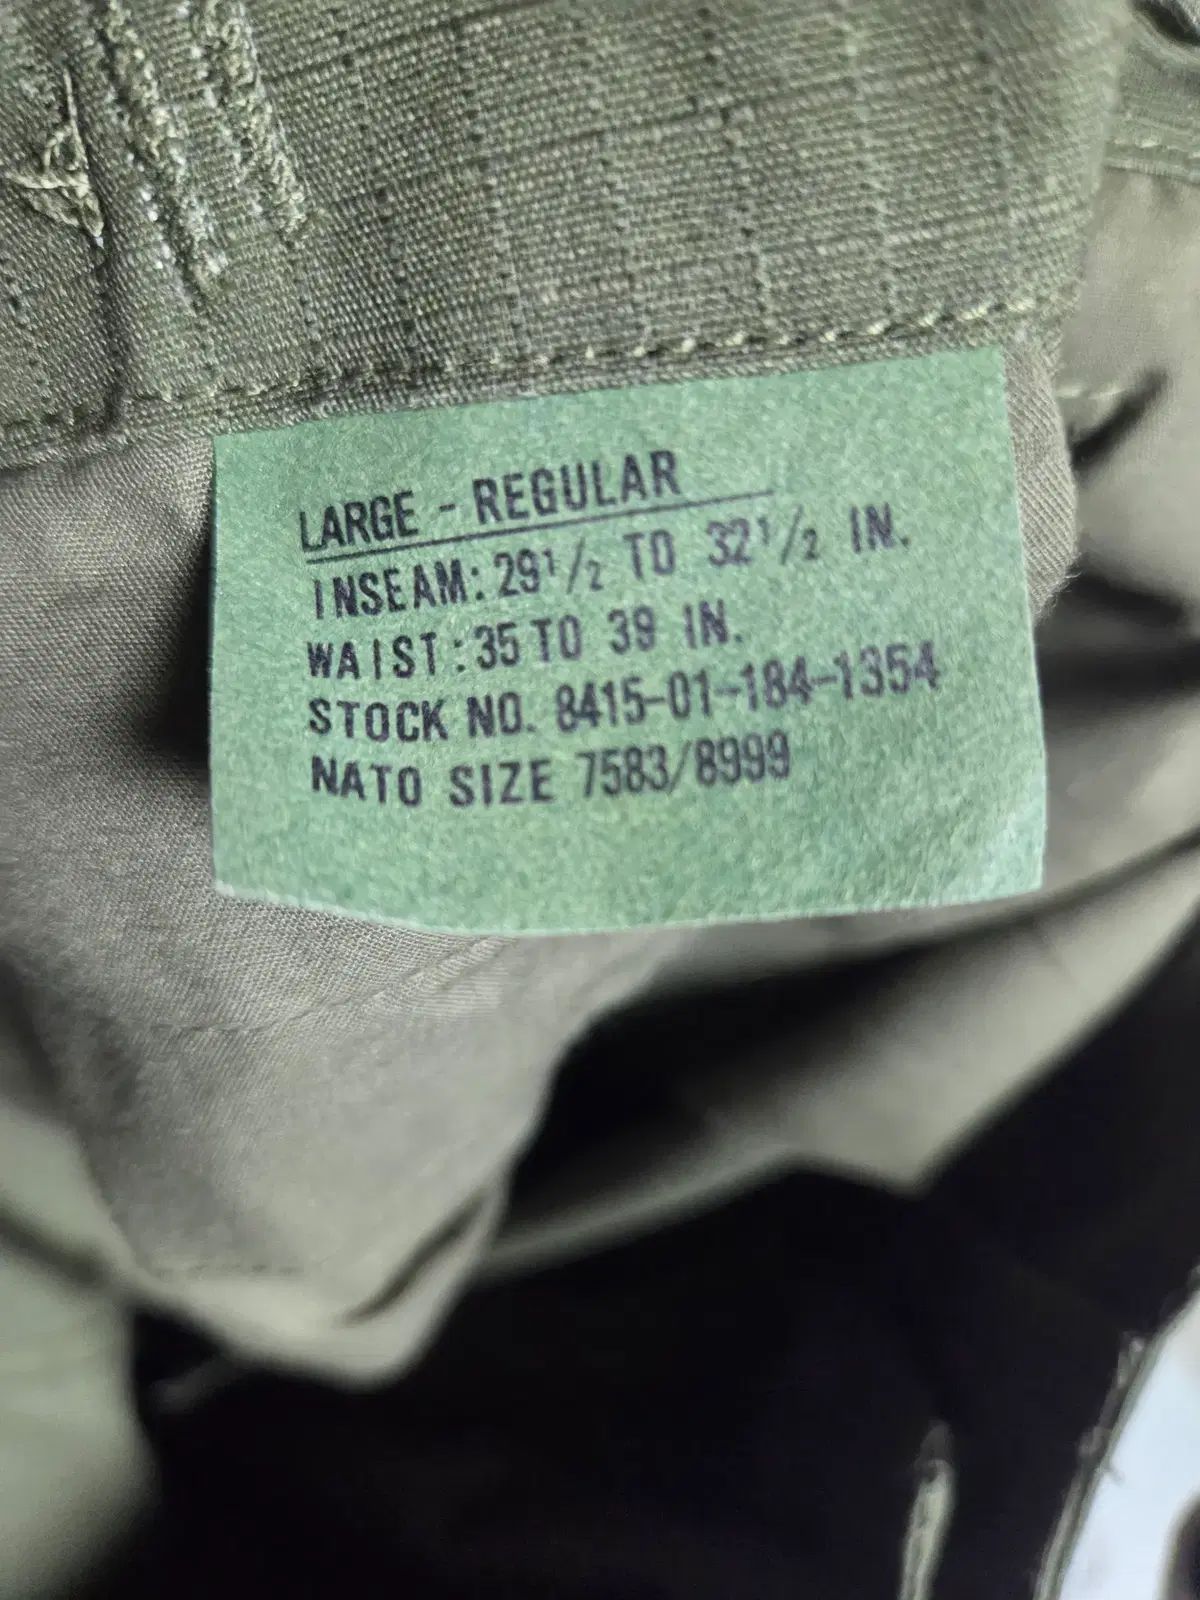 LARGE - REGULAR
INSEAM: 29 1/2 TO 32 1/2 IN.
WAIST: 35 TO 39 IN.
STOCK NO. 8415-01-184-1354
NATO SIZE 7583/8999